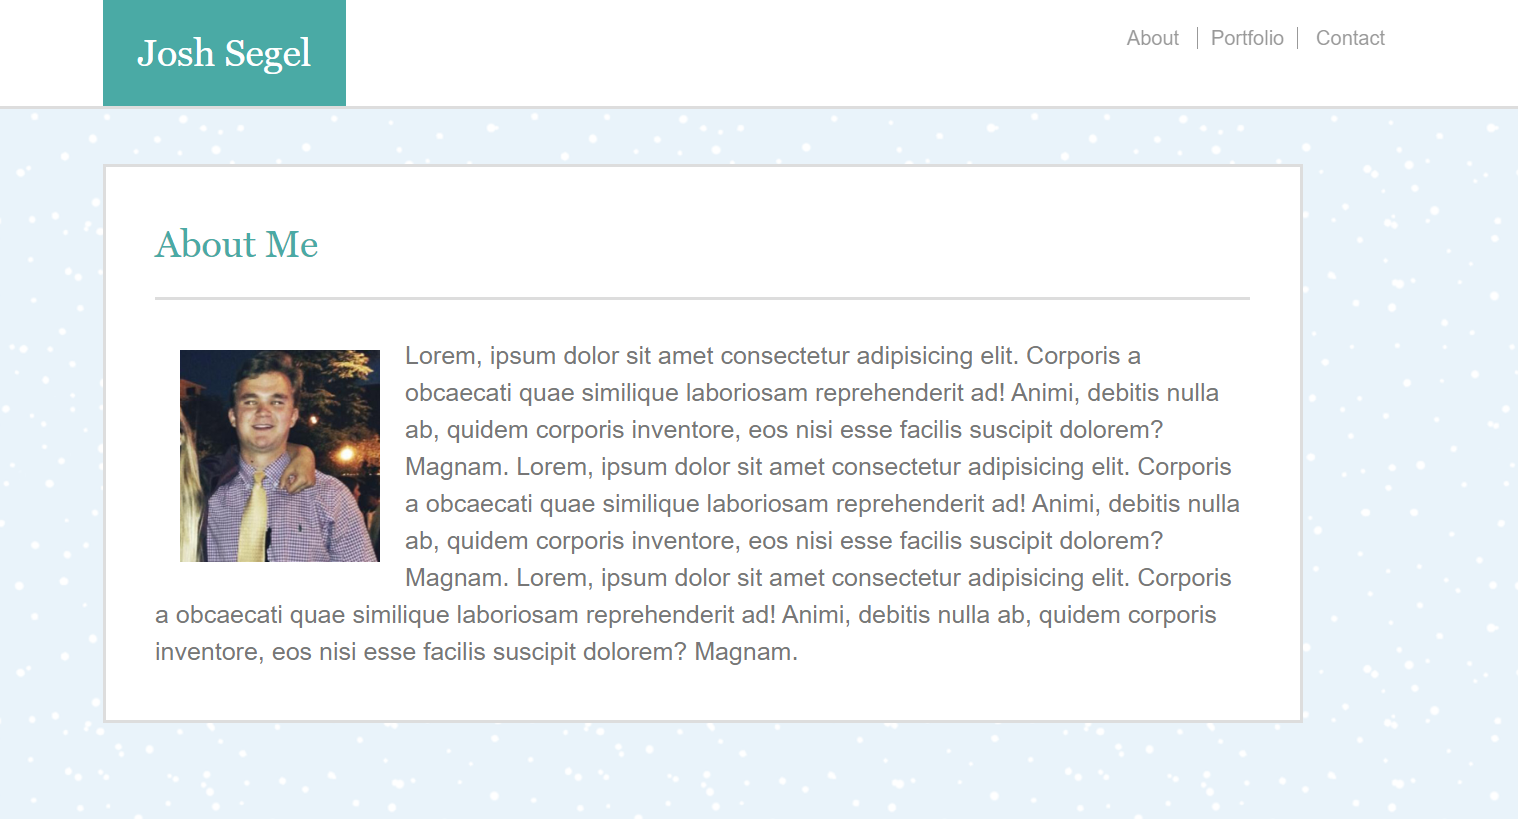 Josh Segel
About
Portfolio
Contact
About Me
Lorem, ipsum dolor sit amet consectetur adipisicing elit. Corporis a
obcaecati quae similique laboriosam reprehenderit ad! Animi, debitis nulla
ab, quidem corporis inventore, eos nisi esse facilis suscipit dolorem?
Magnam. Lorem, ipsum dolor sit amet consectetur adipisicing elit. Corporis
a obcaecati quae similique laboriosam reprehenderit ad! Animi, debitis nulla
ab, quidem corporis inventore, eos nisi esse facilis suscipit dolorem?
Magnam. Lorem, ipsum dolor sit amet consectetur adipisicing elit. Corporis
a obcaecati quae similique laboriosam reprehenderit ad! Animi, debitis nulla ab, quidem corporis
inventore, eos nisi esse facilis suscipit dolorem? Magnam.